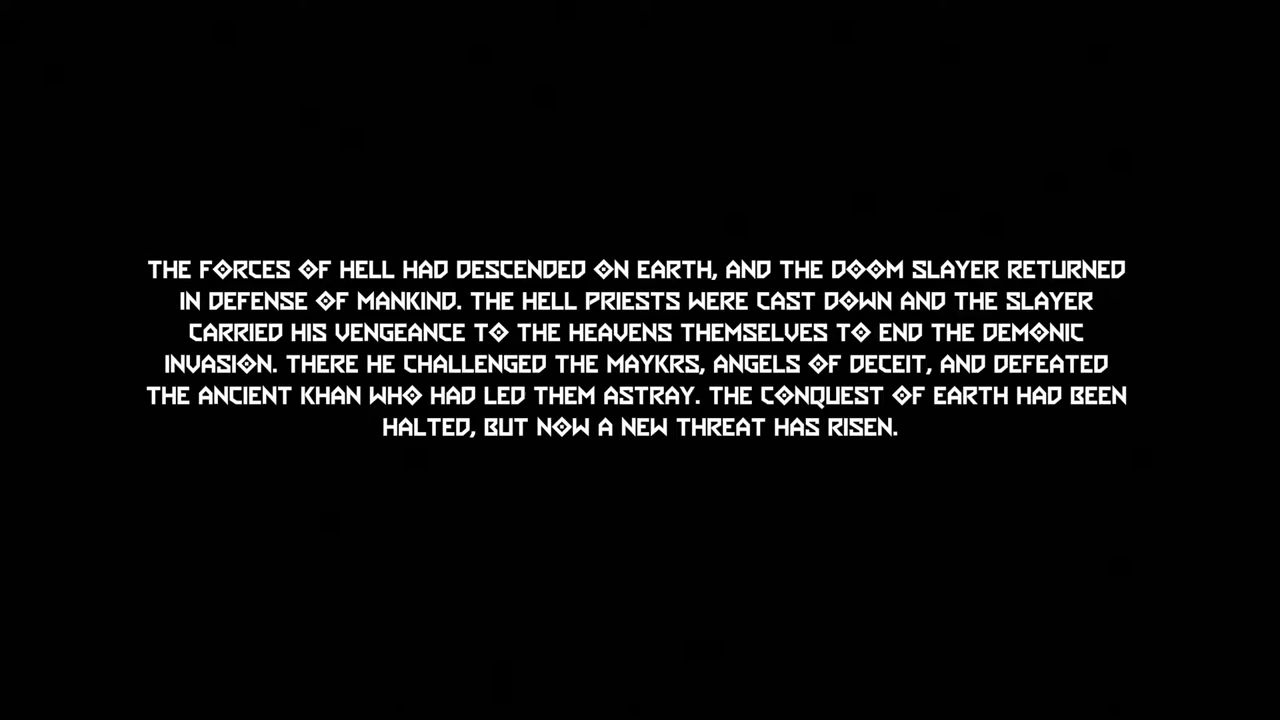 THE FORCES OF HELL HAD DESCENDED ON EARTH, AND THE DOOM SLAYER RETURNED
IN DEFENSE OF MANKIND. THE HELL PRIESTS WERE CAST DOWN AND THE SLAYER
CARRIED HIS VENGEANCE TO THE HEAVENS THEMSELVES TO END THE DEMONIC
INVASION. THERE HE CHALLENGED THE MAYKRS, ANGELS OF DECEIT, AND DEFEATED
THE ANCIENT KHAN WHO HAD LED THEM ASTRAY. THE CONQUEST OF EARTH HAD BEEN
HALTED, BUT NOW A NEW THREAT HAS RISEN.